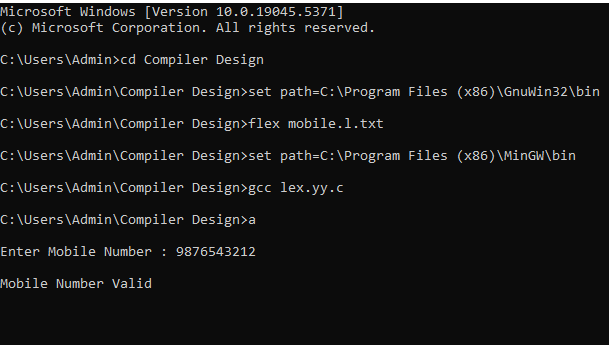 Microsoft Windows [Version 10.0.19045.5371]
(c) Microsoft Corporation. All rights reserved.
C:\Users\Admin>cd Compiler Design
C:\Users\Admin\Compiler Design>set path=C:\Program Files (x86)\GnuWin32\bin
C:\Users\Admin\Compiler Design>flex mobile.l.txt
C:\Users\Admin\Compiler Design>set path=C:\Program Files (x86)\MinGW\bin
C:\Users\Admin\Compiler Design>gcc lex.yy.c
C:\Users\Admin\Compiler Design>a
Enter Mobile Number : 9876543212
Mobile Number Valid